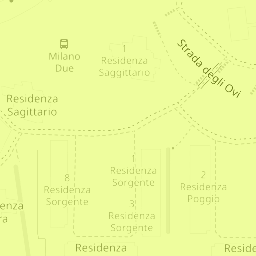 Milano
Due
1
Residenza
Saggittario
Strada degli Ovi
Residenza
Sagittario
8
Residenza
Sorgente
1
Residenza
Sorgente
3
Residenza
Sorgente
2
Residenza
Poggio
Residenza